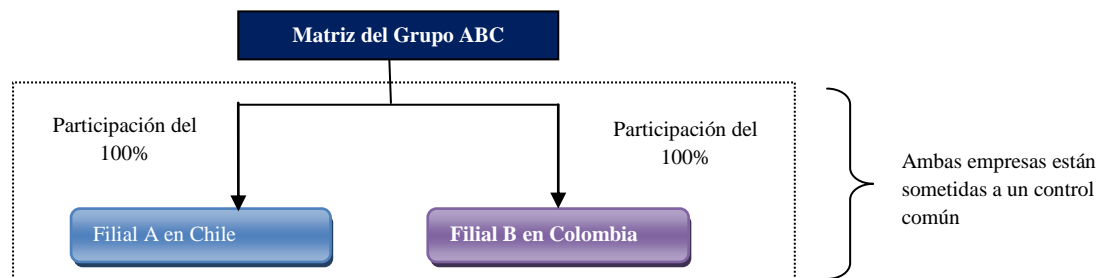 Matriz del Grupo ABC
Participación del
100%
Participación del
100%
Ambas empresas están
sometidas a un control
común
Filial A en Chile
Filial B en Colombia